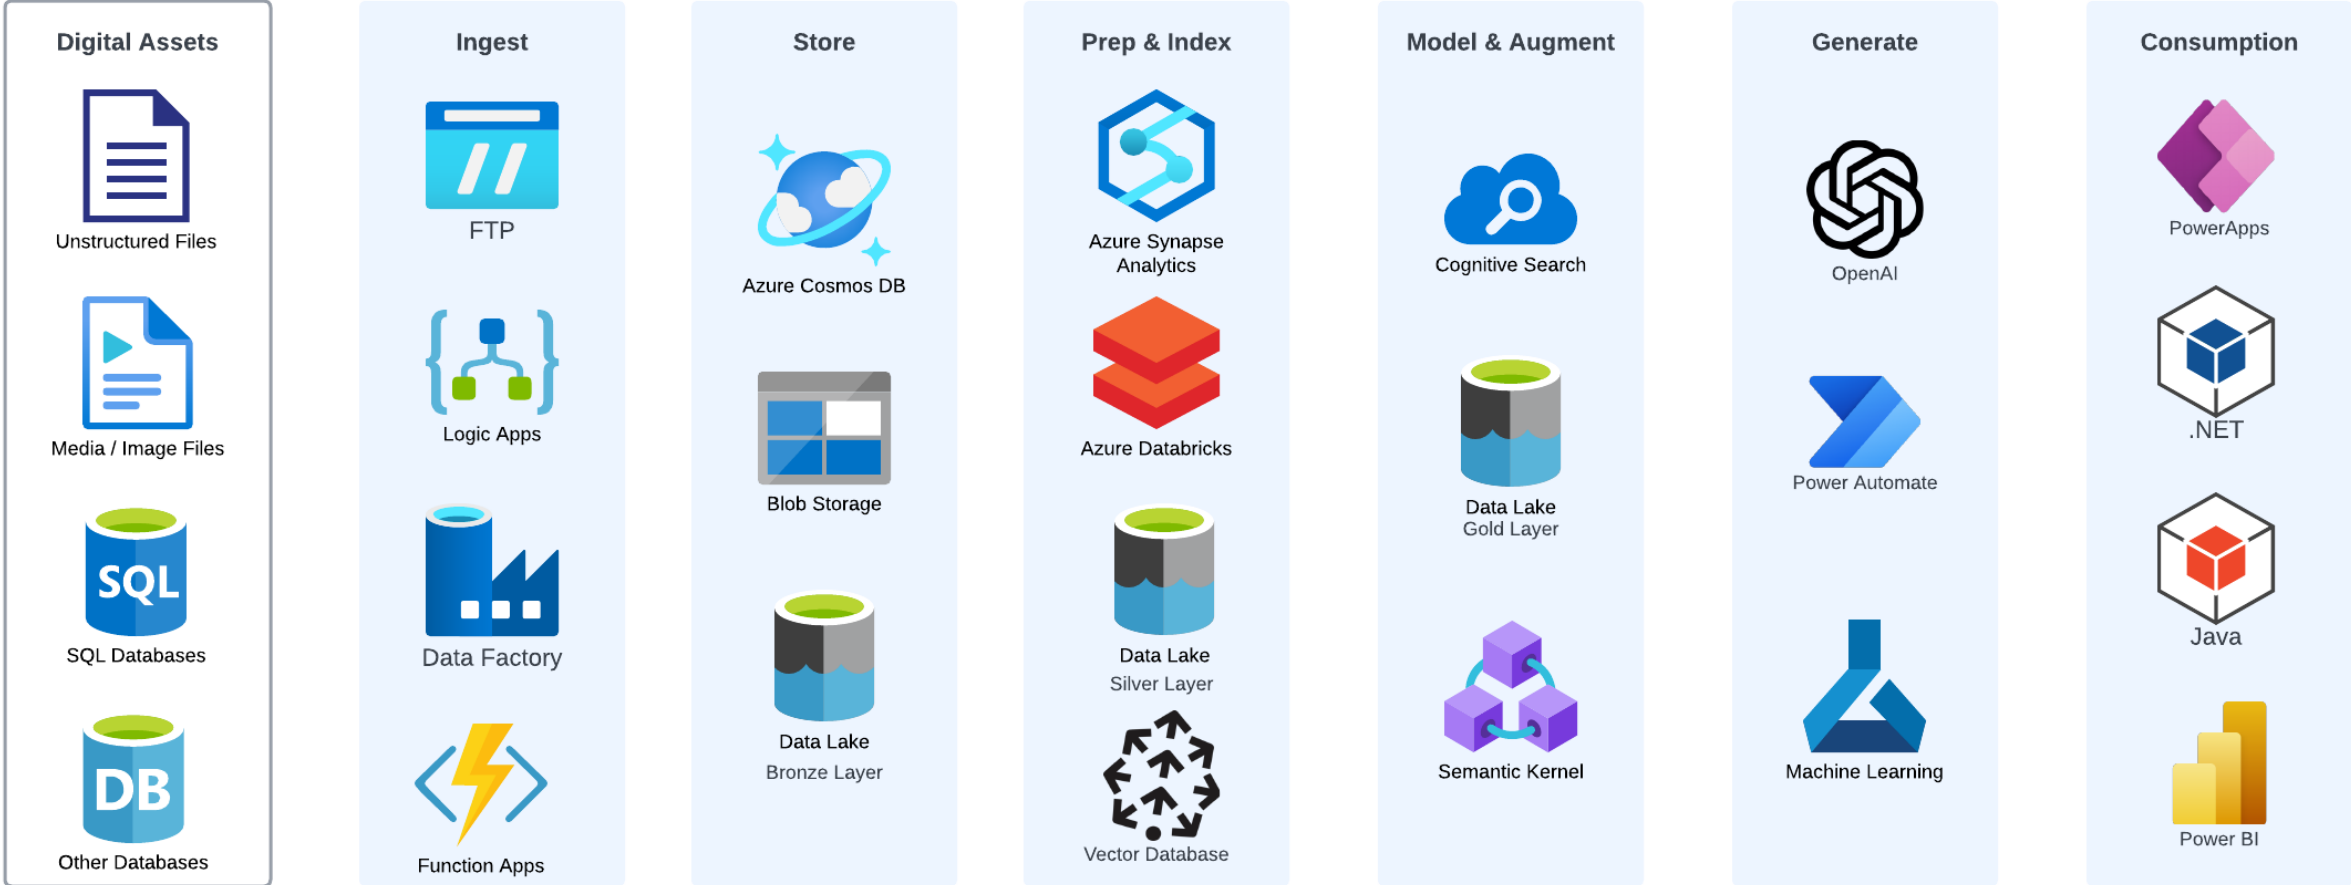 Digital Assets
Unstructured Files
Media / Image Files
SQL
SQL Databases
DB
Other Databases
Ingest
FTP
Logic Apps
Data Factory
Function Apps
Store
Azure Cosmos DB
Blob Storage
Data Lake
Bronze Layer
Prep & Index
Azure Synapse
Analytics
Azure Databricks
Data Lake
Silver Layer
Vector Database
Model & Augment
Cognitive Search
Data Lake
Gold Layer
Semantic Kernel
Generate
OpenAI
Power Automate
Machine Learning
Consumption
PowerApps
.NET
Java
Power BI